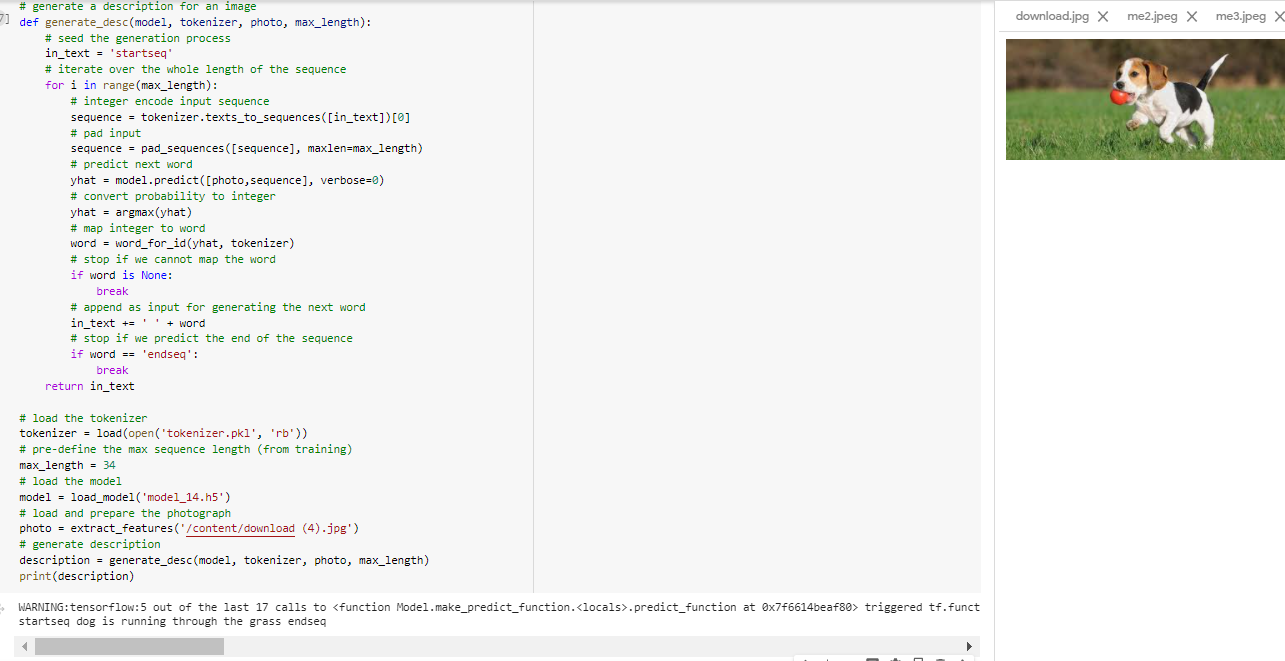 # generate a description for an image
7] def generate_desc(model, tokenizer, photo, max_length):
# seed the generation process
in_text = 'startseq'
# iterate over the whole length of the sequence
for i in range(max_length):
# integer encode input sequence
sequence = tokenizer.texts_to_sequences([in_text])[0]
# pad input
sequence = pad_sequences([sequence], maxlen=max_length)
# predict next word
yhat = model.predict([photo,sequence], verbose=0)
# convert probability to integer
yhat = argmax(yhat)
# map integer to word
word = word_for_id(yhat, tokenizer)
# stop if we cannot map the word
if word is None:
break
# append as input for generating the next word
in_text += ' ' + word
# stop if we predict the end of the sequence
if word == 'endseq':
break
return in_text
# load the tokenizer
tokenizer = load(open('tokenizer.pkl', 'rb'))
# pre-define the max sequence length (from training)
max_length = 34
# load the model
model = load_model('model_14.h5')
# load and prepare the photograph
photo = extract_features('/content/download (4).jpg')
# generate description
description = generate_desc(model, tokenizer, photo, max_length)
print(description)
WARNING:tensorflow:5 out of the last 17 calls to <function Model.make_predict_function.<locals>.predict_function at 0x7f6614beaf80> triggered tf.funct
startseq dog is running through the grass endseq
download.jpg me2.jpeg me3.jpeg